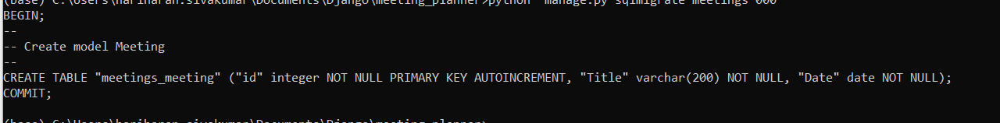 (base) C:\Users\hariharan.sivakumar\Documents\Django\meeting_planner>python manage.py sqlmigrate meetings 000
BEGIN;
--
-- Create model Meeting
--
CREATE TABLE "meetings_meeting" ("id" integer NOT NULL PRIMARY KEY AUTOINCREMENT, "Title" varchar(200) NOT NULL, "Date" date NOT NULL);
COMMIT;
(base) C:\Users\hariharan.sivakumar\Documents\Django\meeting_planner>